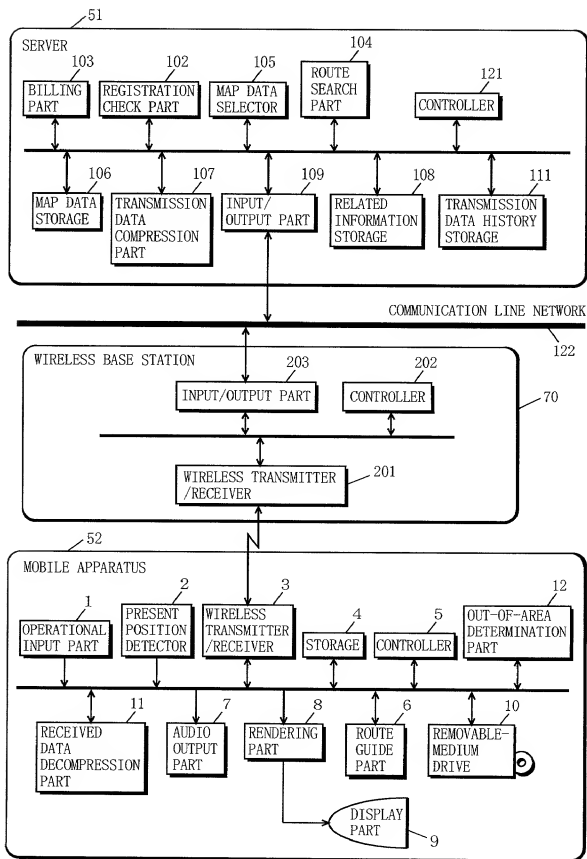 51
SERVER
103
BILLING
PART
102
REGISTRATION
CHECK PART
105
MAP DATA
SELECTOR
104
ROUTE
SEARCH
PART
121
CONTROLLER
106
MAP DATA
STORAGE
107
TRANSMISSION
DATA
COMPRESSION
PART
109
INPUT/
OUTPUT PART
108
RELATED
INFORMATION
STORAGE
111
TRANSMISSION
DATA HISTORY
STORAGE
COMMUNICATION LINE NETWORK
122
WIRELESS BASE STATION
203
INPUT/OUTPUT PART
202
CONTROLLER
70
WIRELESS TRANSMITTER
/RECEIVER
201
52
MOBILE APPARATUS
1
OPERATIONAL
INPUT PART
2
PRESENT
POSITION
DETECTOR
3
WIRELESS
TRANSMITTER
/RECEIVER
4
STORAGE
5
CONTROLLER
12
OUT-OF-AREA
DETERMINATION
PART
11
RECEIVED
DATA
DECOMPRESSION
PART
7
AUDIO
OUTPUT
PART
8
RENDERING
PART
6
ROUTE
GUIDE
PART
10
REMOVABLE-
MEDIUM
DRIVE
DISPLAY
PART
9